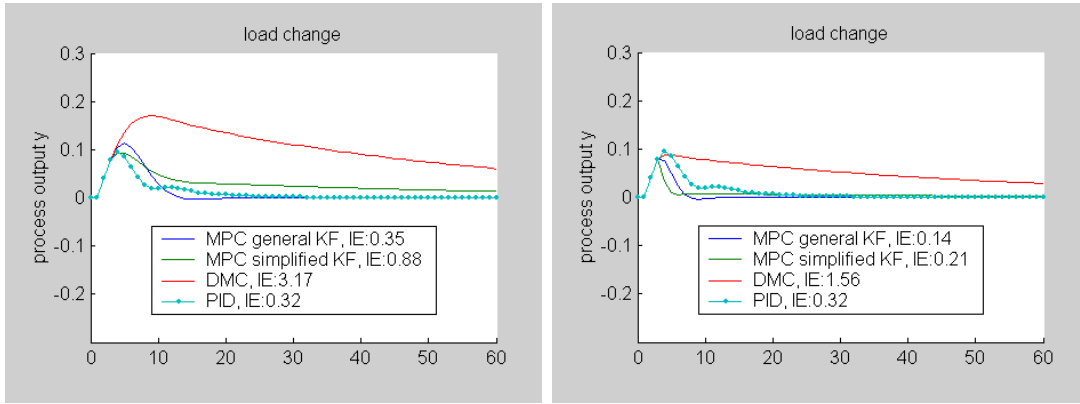 load change
process output y
0.3
0.2
0.1
0
-0.1
-0.2
MPC general KF, IE:0.35
MPC simplified KF, IE:0.88
DMC, IE:3.17
PID, IE:0.32
0 10 20 30 40 50 60
load change
process output y
0.3
0.2
0.1
0
-0.1
-0.2
MPC general KF, IE:0.14
MPC simplified KF, IE:0.21
DMC, IE:1.56
PID, IE:0.32
0 10 20 30 40 50 60